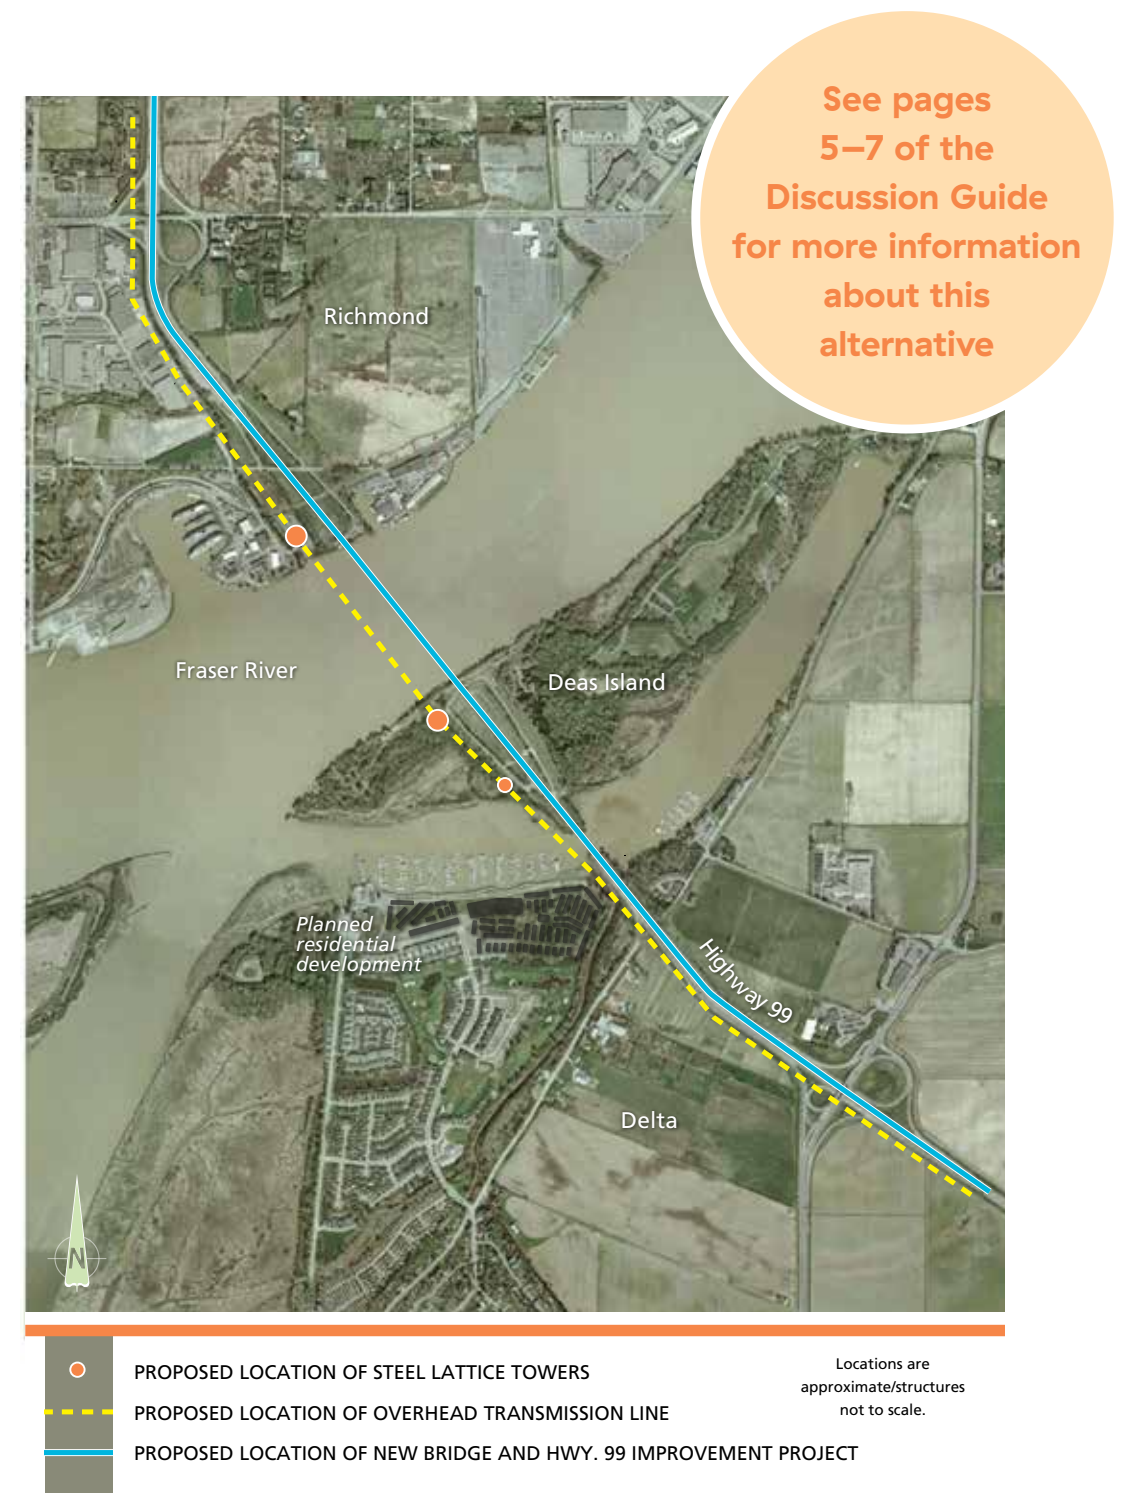 See pages
5–7 of the
Discussion Guide
for more information
about this
alternative
Richmond
Fraser River
Deas Island
Planned
residential
development
Highway 99
Delta
N
PROPOSED LOCATION OF STEEL LATTICE TOWERS
PROPOSED LOCATION OF OVERHEAD TRANSMISSION LINE
PROPOSED LOCATION OF NEW BRIDGE AND HWY. 99 IMPROVEMENT PROJECT
Locations are
approximate/structures
not to scale.